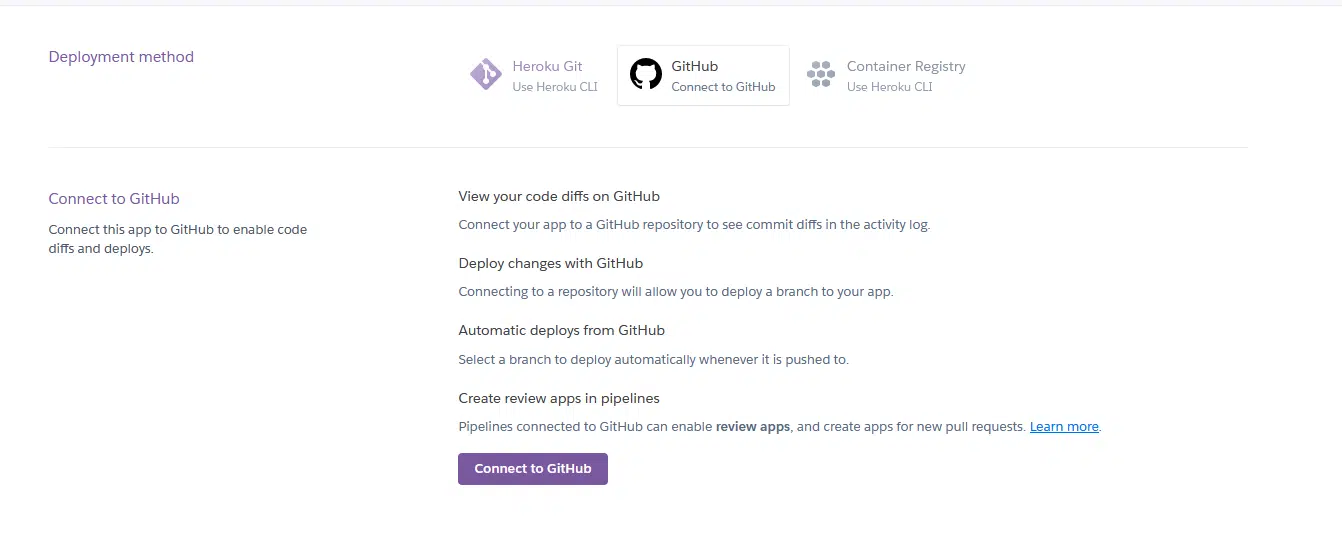 Deployment method
Heroku Git
Use Heroku CLI
GitHub
Connect to GitHub
Container Registry
Use Heroku CLI
Connect to GitHub
Connect this app to GitHub to enable code
diffs and deploys.
View your code diffs on GitHub
Connect your app to a GitHub repository to see commit diffs in the activity log.
Deploy changes with GitHub
Connecting to a repository will allow you to deploy a branch to your app.
Automatic deploys from GitHub
Select a branch to deploy automatically whenever it is pushed to.
Create review apps in pipelines
Pipelines connected to GitHub can enable review apps, and create apps for new pull requests. Learn more.
Connect to GitHub